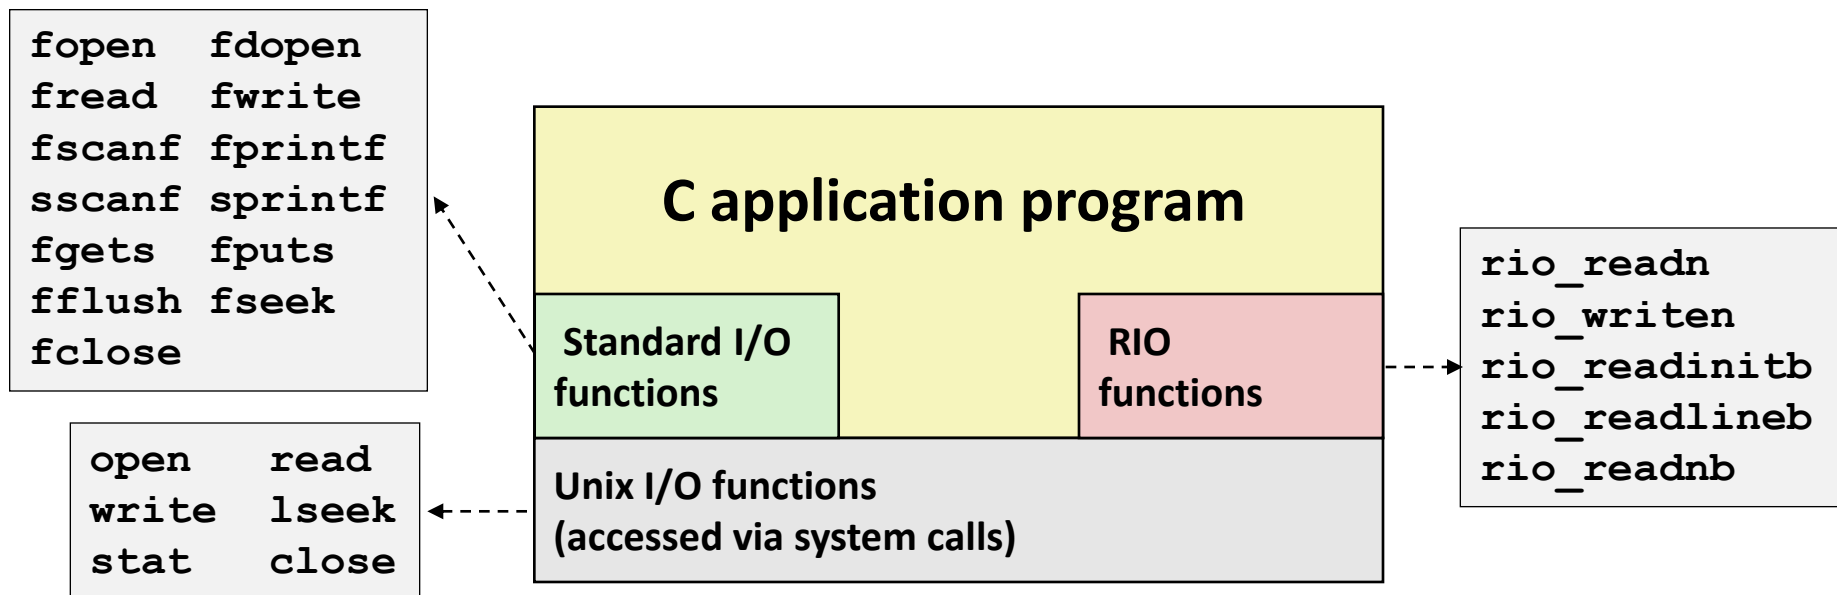 fopen fdopen
fread fwrite
fscanf fprintf
sscanf sprintf
fgets fputs
fflush fseek
fclose
open read
write lseek
stat close
C application program
Standard I/O
functions
RIO
functions
Unix I/O functions
(accessed via system calls)
rio_readn
rio_writen
rio_readinitb
rio_readlineb
rio_readnb